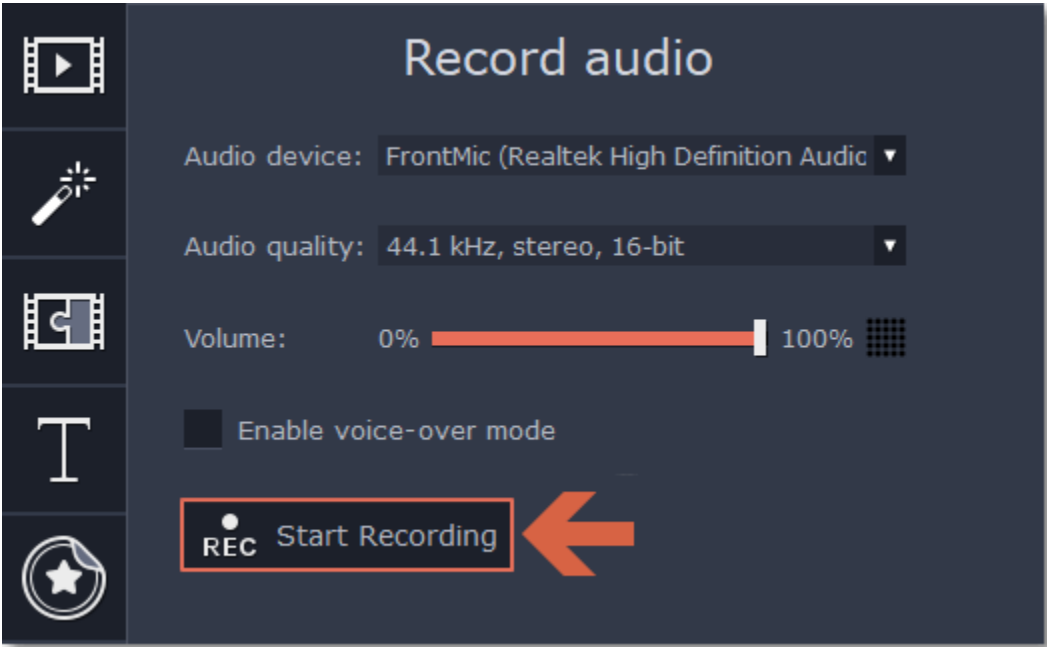 Record audio
Audio device: FrontMic (Realtek High Definition Audio
Audio quality: 44.1 kHz, stereo, 16-bit
Volume: 0% 100%
Enable voice-over mode
REC Start Recording
T